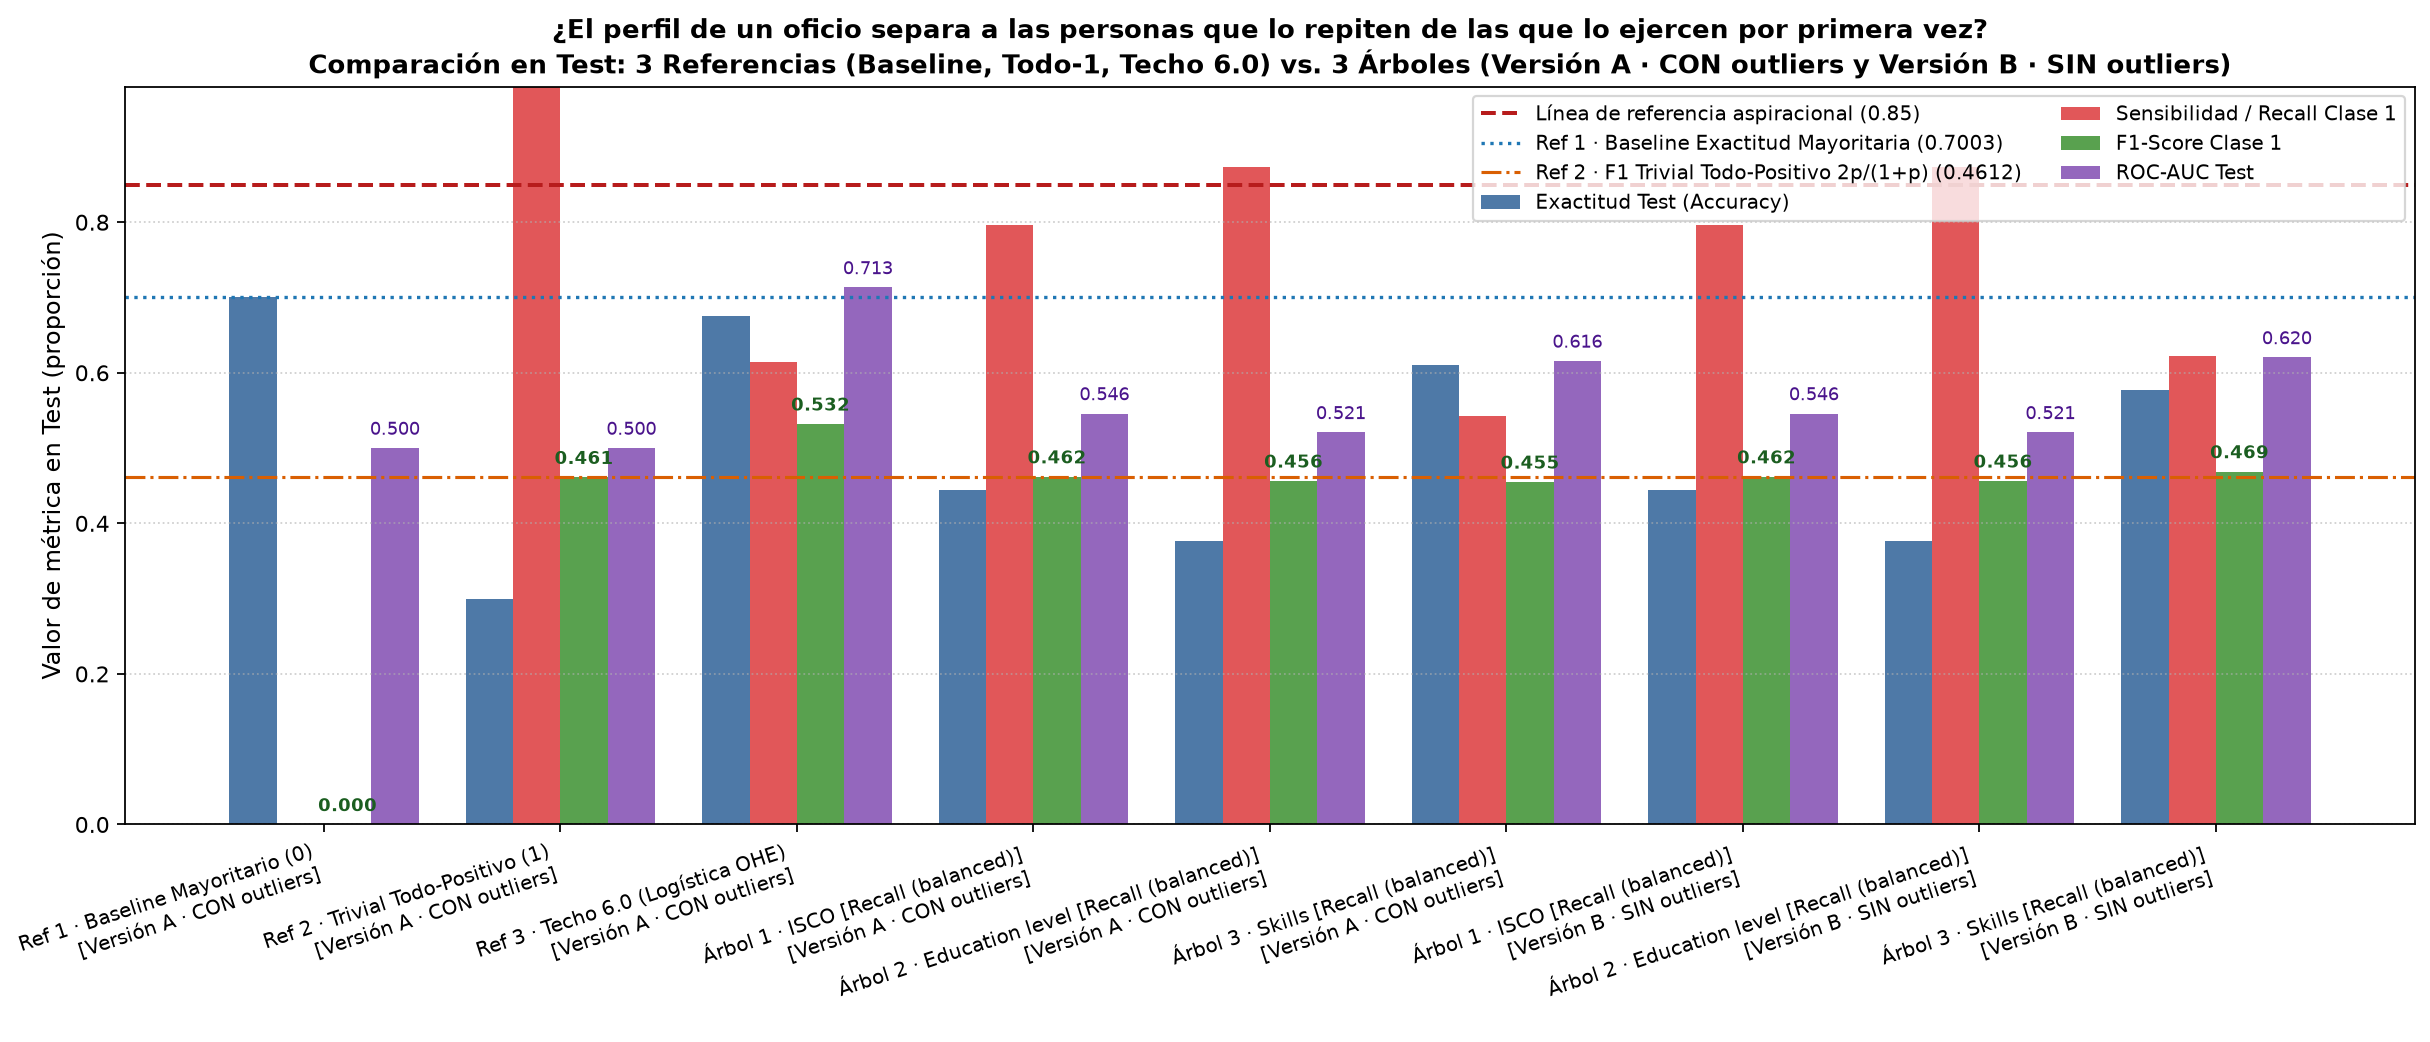 ¿El perfil de un oficio separa a las personas que lo repiten de las que lo ejercen por primera vez?
Comparación en Test: 3 Referencias (Baseline, Todo-1, Techo 6.0) vs. 3 Árboles (Versión A · CON outliers y Versión B · SIN outliers)
Valor de métrica en Test (proporción)
0.8
0.6
0.4
0.2
0.0
Línea de referencia aspiracional (0.85)
Ref 1 · Baseline Exactitud Mayoritaria (0.7003)
Ref 2 · F1 Trivial Todo-Positivo 2p/(1+p) (0.4612)
Exactitud Test (Accuracy)
Sensibilidad / Recall Clase 1
F1-Score Clase 1
ROC-AUC Test
0.000
0.500
0.461
0.500
0.532
0.713
0.462
0.546
0.456
0.521
0.455
0.616
0.462
0.546
0.456
0.521
0.469
0.620
Ref 1 · Baseline Mayoritario (0)
[Versión A · CON outliers]
Ref 2 · Trivial Todo-Positivo (1)
[Versión A · CON outliers]
Ref 3 · Techo 6.0 (Logística OHE)
[Versión A · CON outliers]
Árbol 1 · ISCO [Recall (balanced)]
[Versión A · CON outliers]
Árbol 2 · Education level [Recall (balanced)]
[Versión A · CON outliers]
Árbol 3 · Skills [Recall (balanced)]
[Versión A · CON outliers]
Árbol 1 · ISCO [Recall (balanced)]
[Versión B · SIN outliers]
Árbol 2 · Education level [Recall (balanced)]
[Versión B · SIN outliers]
Árbol 3 · Skills [Recall (balanced)]
[Versión B · SIN outliers]